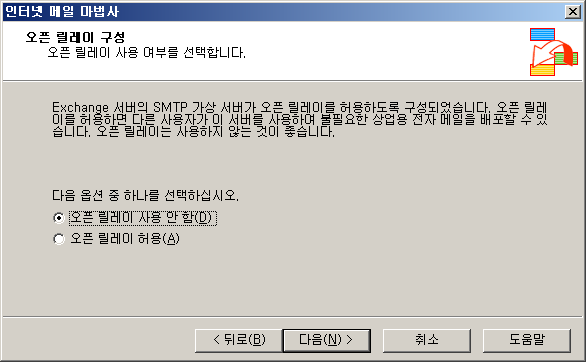 인터넷 메일 마법사
오픈 릴레이 구성
오픈 릴레이 사용 여부를 선택합니다.
Exchange 서버의 SMTP 가상 서버가 오픈 릴레이를 허용하도록 구성되었습니다. 오픈 릴레
이를 허용하면 다른 사용자가 이 서버를 사용하여 불필요한 상업용 전자 메일을 배포할 수 있
습니다. 오픈 릴레이는 사용하지 않는 것이 좋습니다.
다음 옵션 중 하나를 선택하십시오.
오픈 릴레이 사용 안 함(D)
오픈 릴레이 허용(A)
< 뒤로(B)
다음(N) >
취소
도움말